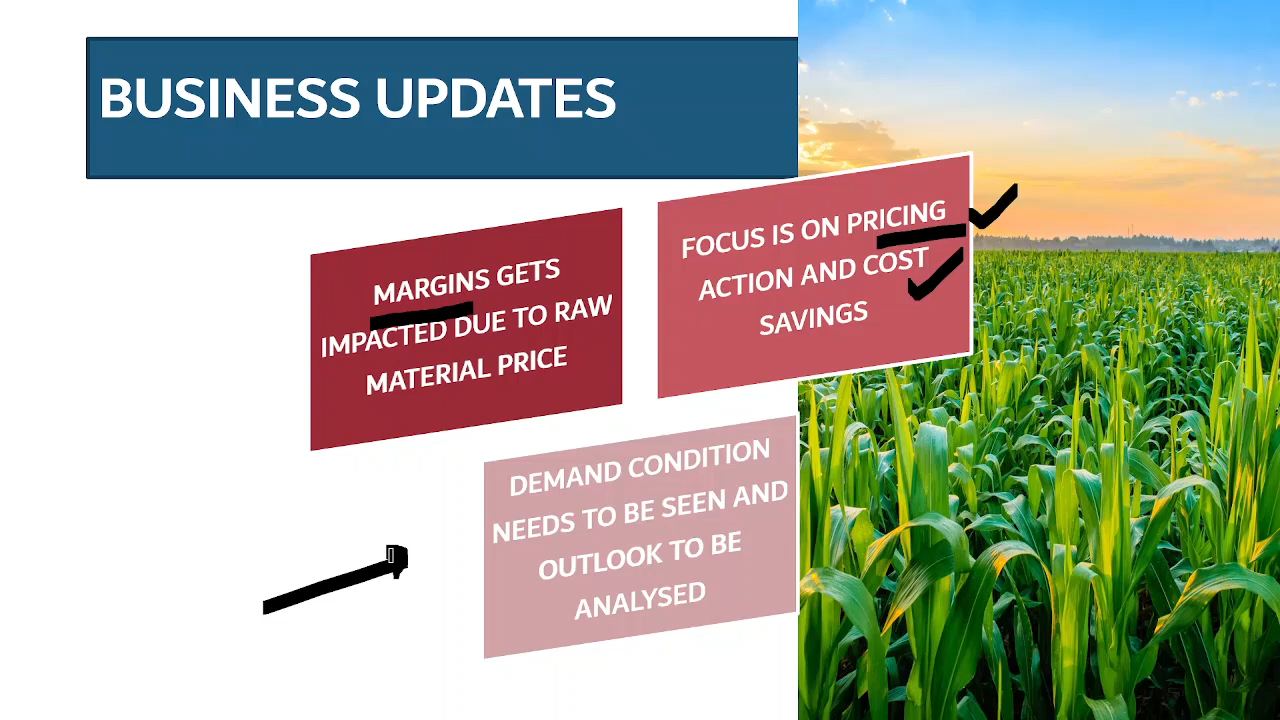 BUSINESS UPDATES
MARGINS GETS
IMPACTED DUE TO RAW
MATERIAL PRICE
FOCUS IS ON PRICING
ACTION AND COST
SAVINGS
DEMAND CONDITION
NEEDS TO BE SEEN AND
OUTLOOK TO BE
ANALYSED